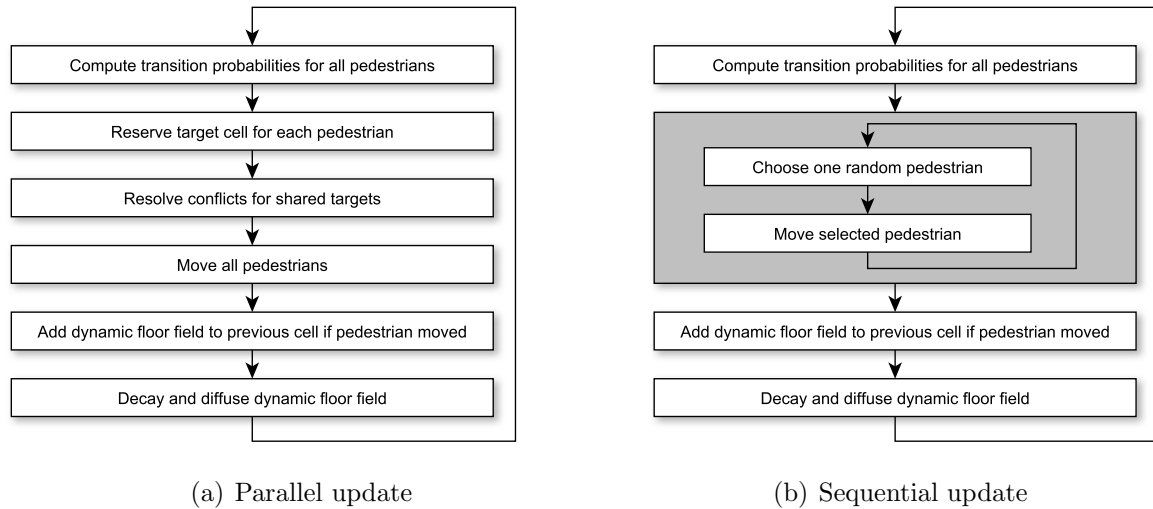 Compute transition probabilities for all pedestrians
Reserve target cell for each pedestrian
Resolve conflicts for shared targets
Move all pedestrians
Add dynamic floor field to previous cell if pedestrian moved
Decay and diffuse dynamic floor field
(a) Parallel update
Compute transition probabilities for all pedestrians
Choose one random pedestrian
Move selected pedestrian
Add dynamic floor field to previous cell if pedestrian moved
Decay and diffuse dynamic floor field
(b) Sequential update